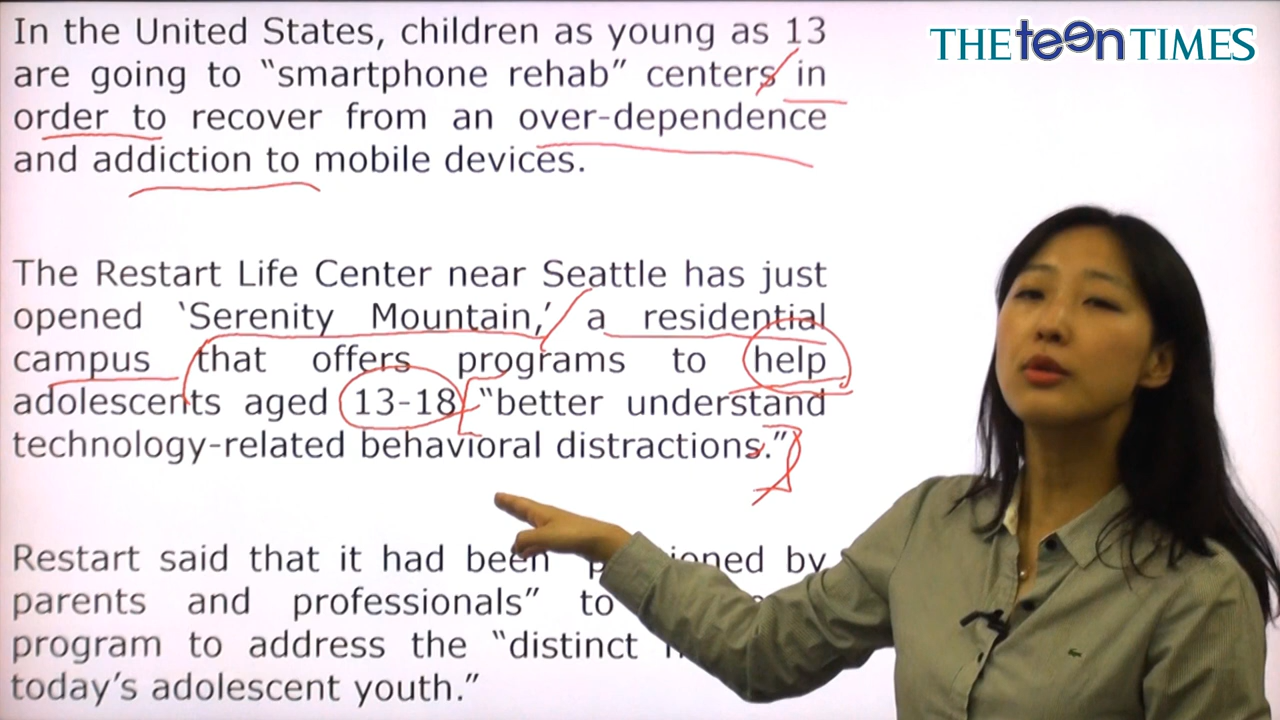 THE teen TIMES
In the United States, children as young as 13
are going to “smartphone rehab” centers in
order to recover from an over-dependence
and addiction to mobile devices.
The Restart Life Center near Seattle has just
opened ‘Serenity Mountain,’ a residential
campus that offers programs to help
adolescents aged 13-18 “better understand
technology-related behavioral distractions.”
Restart said that it had been by
parents and professionals” to
program to address the “distinct
today’s adolescent youth.”